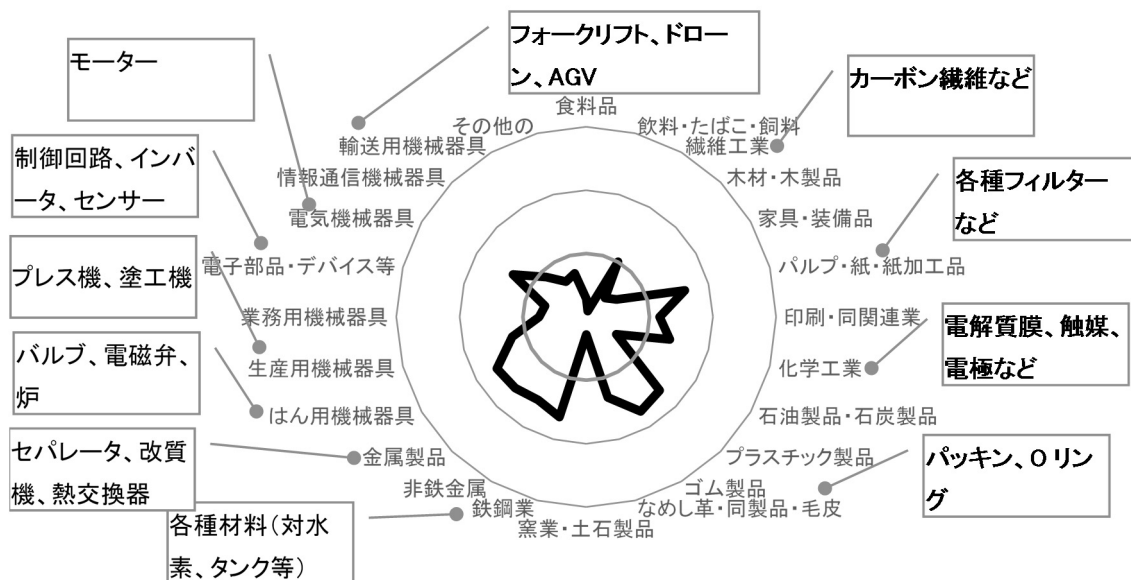 フォークリフト、ドロー
ン、AGV
モーター
カーボン繊維など
制御回路、インバ
ータ、センサー
各種フィルター
など
プレス機、塗工機
電解質膜、触媒、
電極など
バルブ、電磁弁、
炉
セパレータ、改質
機、熱交換器
パッキン、Oリン
グ
各種材料（対水
素、タンク等）
食料品
飲料・たばこ・飼料
繊維工業
木材・木製品
家具・装備品
パルプ・紙・紙加工品
印刷・同関連業
化学工業
石油製品・石炭製品
プラスチック製品
ゴム製品
なめし革・同製品・毛皮
窯業・土石製品
鉄鋼業
非鉄金属
金属製品
はん用機械器具
生産用機械器具
業務用機械器具
電子部品・デバイス等
電気機械器具
情報通信機械器具
輸送用機械器具
その他の